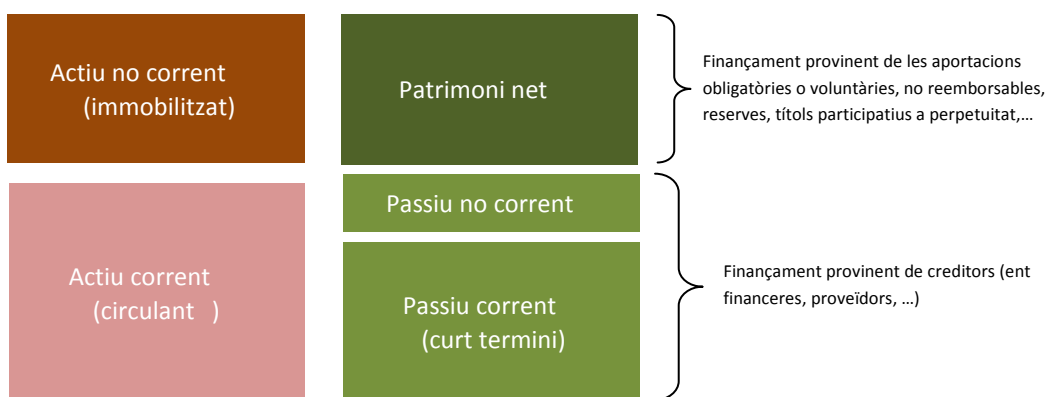 Actiu no corrent
(immobilitzat)
Patrimoni net
Finançament provinent de les aportacions
obligatòries o voluntàries, no reemborsables,
reserves, títols participatius a perpetuitat,…
Passiu no corrent
Actiu corrent
(circulant )
Passiu corrent
(curt termini)
Finançament provinent de creditors (ent
financeres, proveïdors, …)